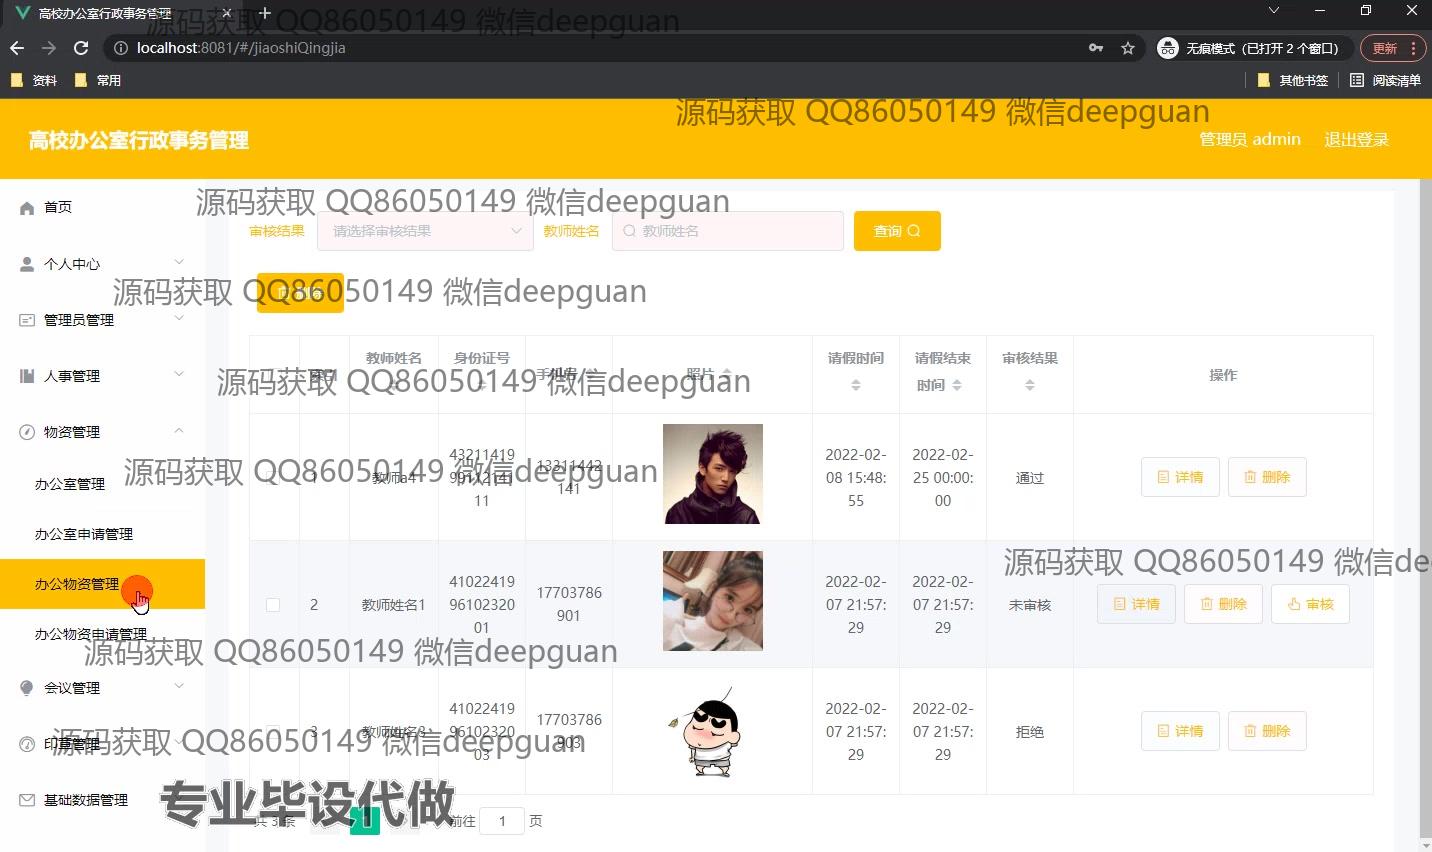 高校办公室行政事务管理
源码获取 QQ86050149 微信deepguan
localhost:8081/#/jiaoshiQingjia
无痕模式（已打开 2 个窗口）
更新
资料
常用
其他书签
阅读清单
源码获取 QQ86050149 微信deepguan
高校办公室行政事务管理
管理员 admin
退出登录
首页
个人中心
管理员管理
人事管理
物资管理
办公室管理
办公室申请管理
办公物资管理
办公物资申请管理
会议管理
印章管理
基础数据管理
源码获取 QQ86050149 微信deepguan
审核结果
请选择审核结果
教师姓名
教师姓名
查询
源码获取 QQ86050149 微信deepguan
教师姓名
身份证号
手机号
照片
请假时间
请假结束
时间
审核结果
操作
源码获取 QQ86050149 微信deepguan
1
教师a4
43211419
99112141
11
13311442
141
2022-02-
08 15:48:
55
2022-02-
25 00:00:
00
通过
详情
删除
源码获取 QQ86050149 微信deepguan
源码获取 QQ86050149 微信dee
2
教师姓名1
41022419
96102320
01
17703786
901
2022-02-
07 21:57:
29
2022-02-
07 21:57:
29
未审核
详情
删除
审核
源码获取 QQ86050149 微信deepguan
3
教师姓名3
41022419
96102320
03
17703786
903
2022-02-
07 21:57:
29
2022-02-
07 21:57:
29
拒绝
详情
删除
源码获取 QQ86050149 微信deepguan
专业毕设代做
共 3 条
1
前往
1
页